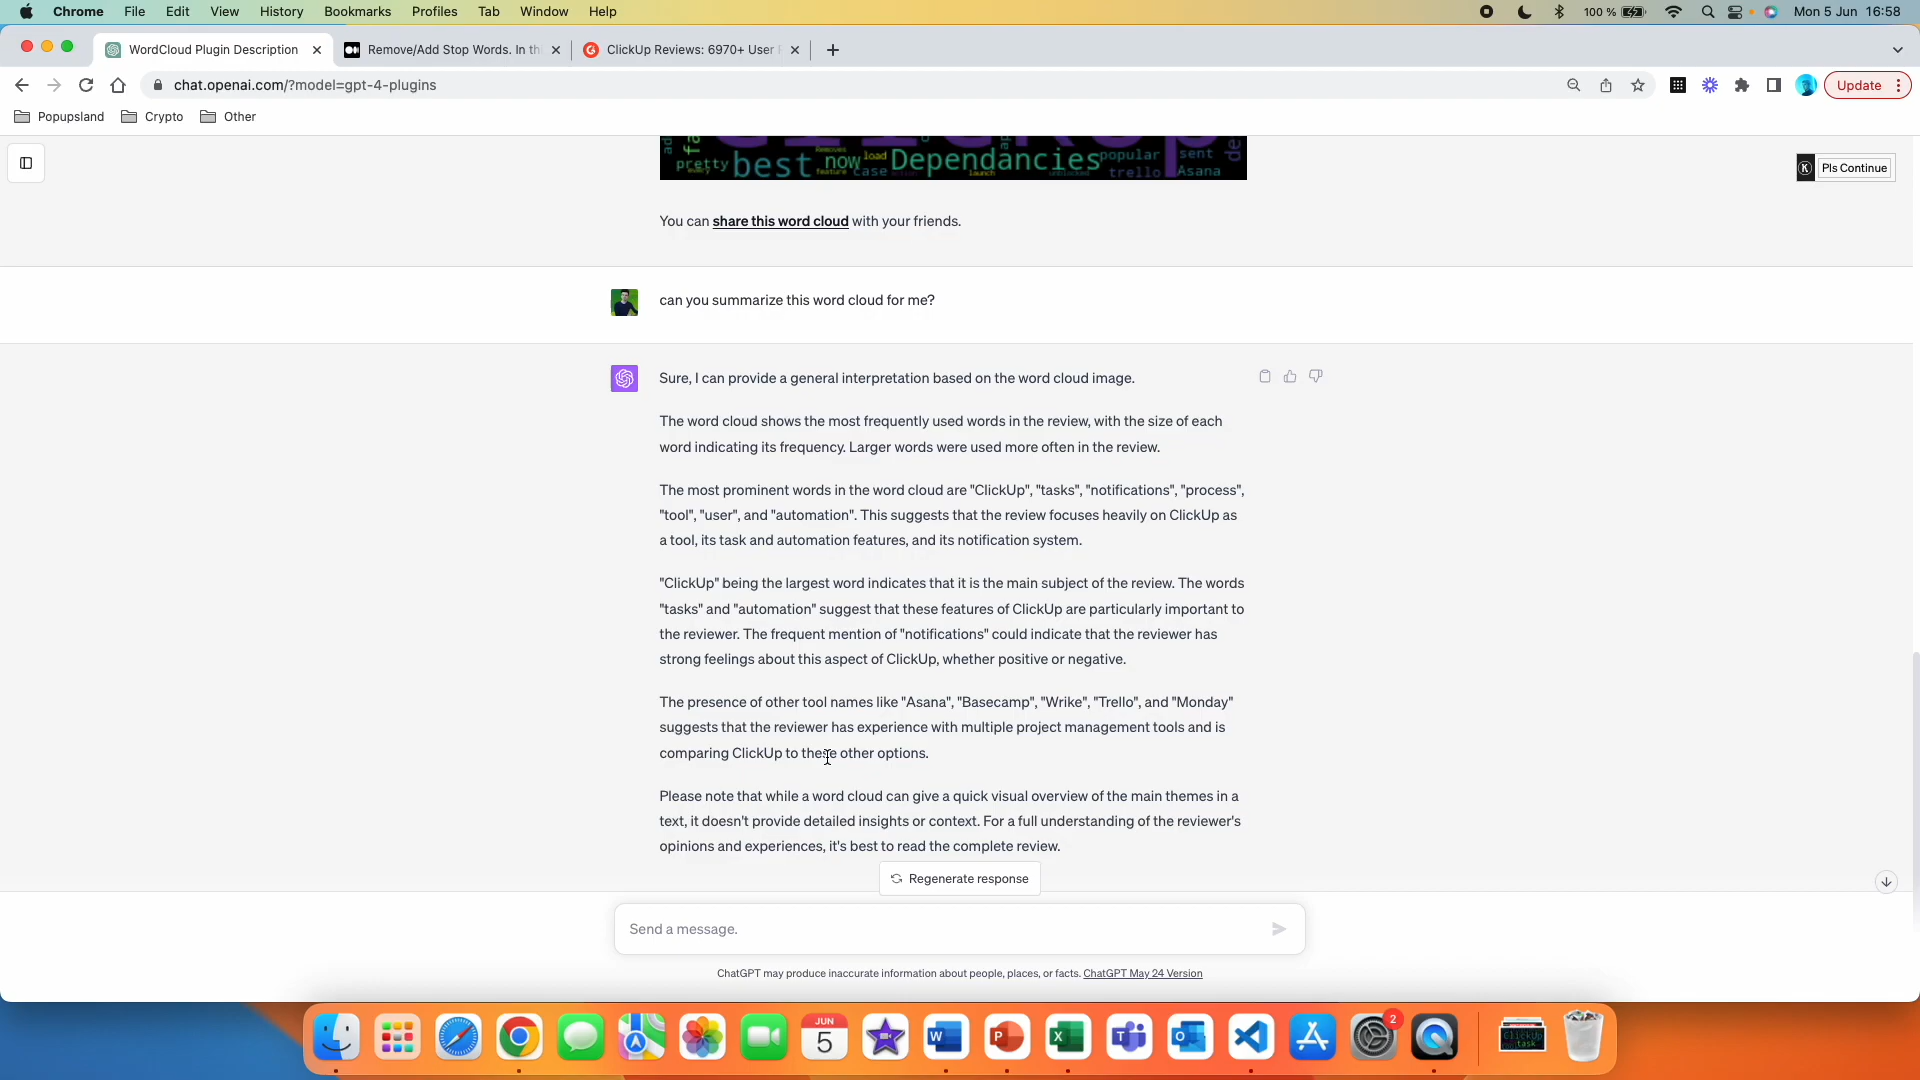 Chrome File Edit View History Bookmarks Profiles Tab Window Help 100 % Mon 5 Jun 16:58
WordCloud Plugin Description Remove/Add Stop Words. In thi ClickUp Reviews: 6970+ User
chat.openai.com/?model=gpt-4-plugins Update
Popupsland Crypto Other
pretty best now load Dependancies popular sent
feature case launch trello Asana
K Pls Continue
You can share this word cloud with your friends.
can you summarize this word cloud for me?
Sure, I can provide a general interpretation based on the word cloud image.
The word cloud shows the most frequently used words in the review, with the size of each
word indicating its frequency. Larger words were used more often in the review.
The most prominent words in the word cloud are "ClickUp", "tasks", "notifications", "process",
"tool", "user", and "automation". This suggests that the review focuses heavily on ClickUp as
a tool, its task and automation features, and its notification system.
"ClickUp" being the largest word indicates that it is the main subject of the review. The words
"tasks" and "automation" suggest that these features of ClickUp are particularly important to
the reviewer. The frequent mention of "notifications" could indicate that the reviewer has
strong feelings about this aspect of ClickUp, whether positive or negative.
The presence of other tool names like "Asana", "Basecamp", "Wrike", "Trello", and "Monday"
suggests that the reviewer has experience with multiple project management tools and is
comparing ClickUp to these other options.
Please note that while a word cloud can give a quick visual overview of the main themes in a
text, it doesn't provide detailed insights or context. For a full understanding of the reviewer's
opinions and experiences, it's best to read the complete review.
Regenerate response
Send a message.
ChatGPT may produce inaccurate information about people, places, or facts. ChatGPT May 24 Version
JUN
5
2
W P X
ClickUp
task